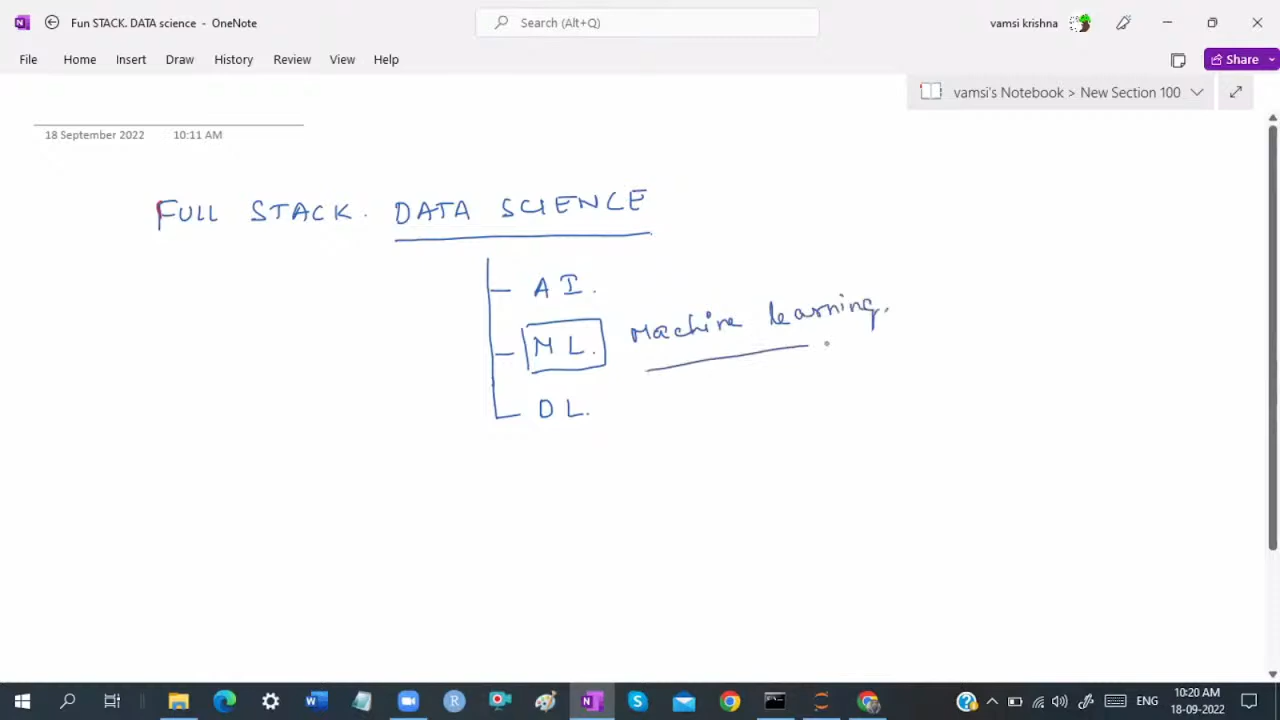 Fun STACK. DATA science - OneNote
Search (Alt+Q)
vamsi krishna
File Home Insert Draw History Review View Help
Share
vamsi's Notebook > New Section 100
18 September 2022 10:11 AM
FULL STACK. DATA SCIENCE
AI.
ML. Machine learning.
DL.
ENG
10:20 AM
18-09-2022